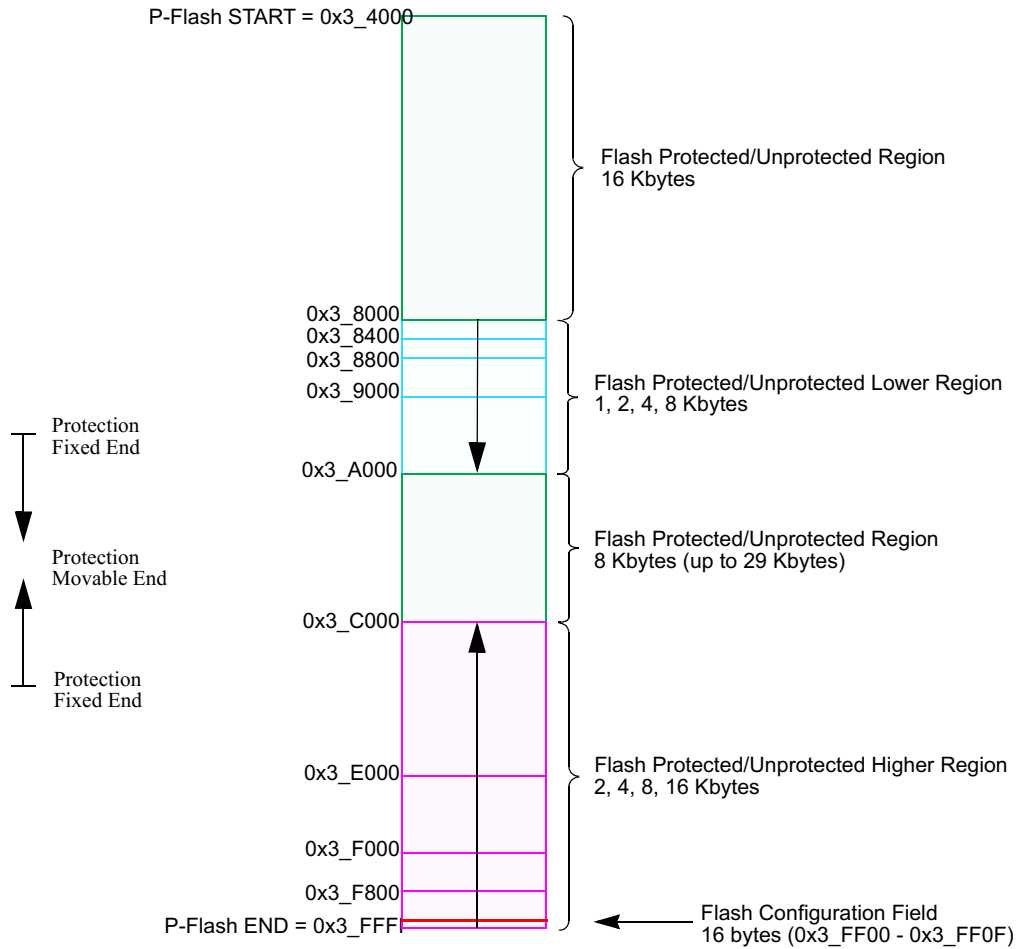 P-Flash START = 0x3_4000
Flash Protected/Unprotected Region
16 Kbytes
0x3_8000
0x3_8400
0x3_8800
0x3_9000
Flash Protected/Unprotected Lower Region
1, 2, 4, 8 Kbytes
Protection
Fixed End
0x3_A000
Protection
Movable End
Flash Protected/Unprotected Region
8 Kbytes (up to 29 Kbytes)
0x3_C000
Protection
Fixed End
0x3_E000
Flash Protected/Unprotected Higher Region
2, 4, 8, 16 Kbytes
0x3_F000
0x3_F800
P-Flash END = 0x3_FFF
Flash Configuration Field
16 bytes (0x3_FF00 - 0x3_FF0F)